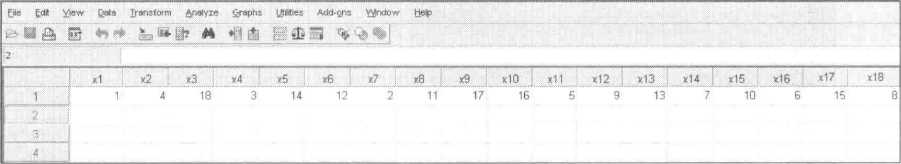 File Edit View Data Transform Analyze Graphs Utilities Add-ons Window Help
2
x1 x2 x3 x4 x5 x6 x7 x8 x9 x10 x11 x12 x13 x14 x15 x16 x17 x18
1 1 4 18 3 14 12 2 11 17 16 5 9 13 7 10 6 15 8
2
3
4